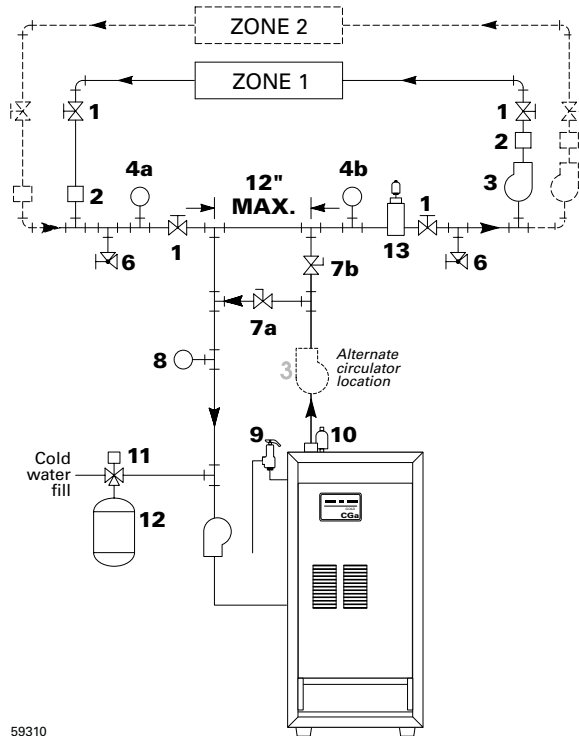 ZONE 2
ZONE 1
1
1
2
3
4a
12"
MAX.
4b
2
6
1
13
1
6
7b
7a
8
3
Alternate
circulator
location
9
10
Cold
water
fill
11
12
CGa
59310